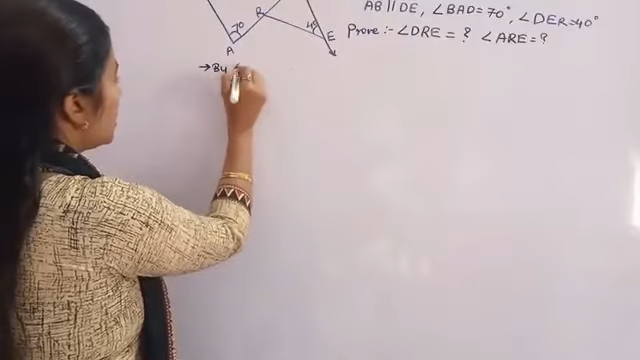 AB || DE, ∠BAD = 70°, ∠DER = 40°
Prove :- ∠DRE = ? ∠ARE = ?
70
R
40
E
A
→ By